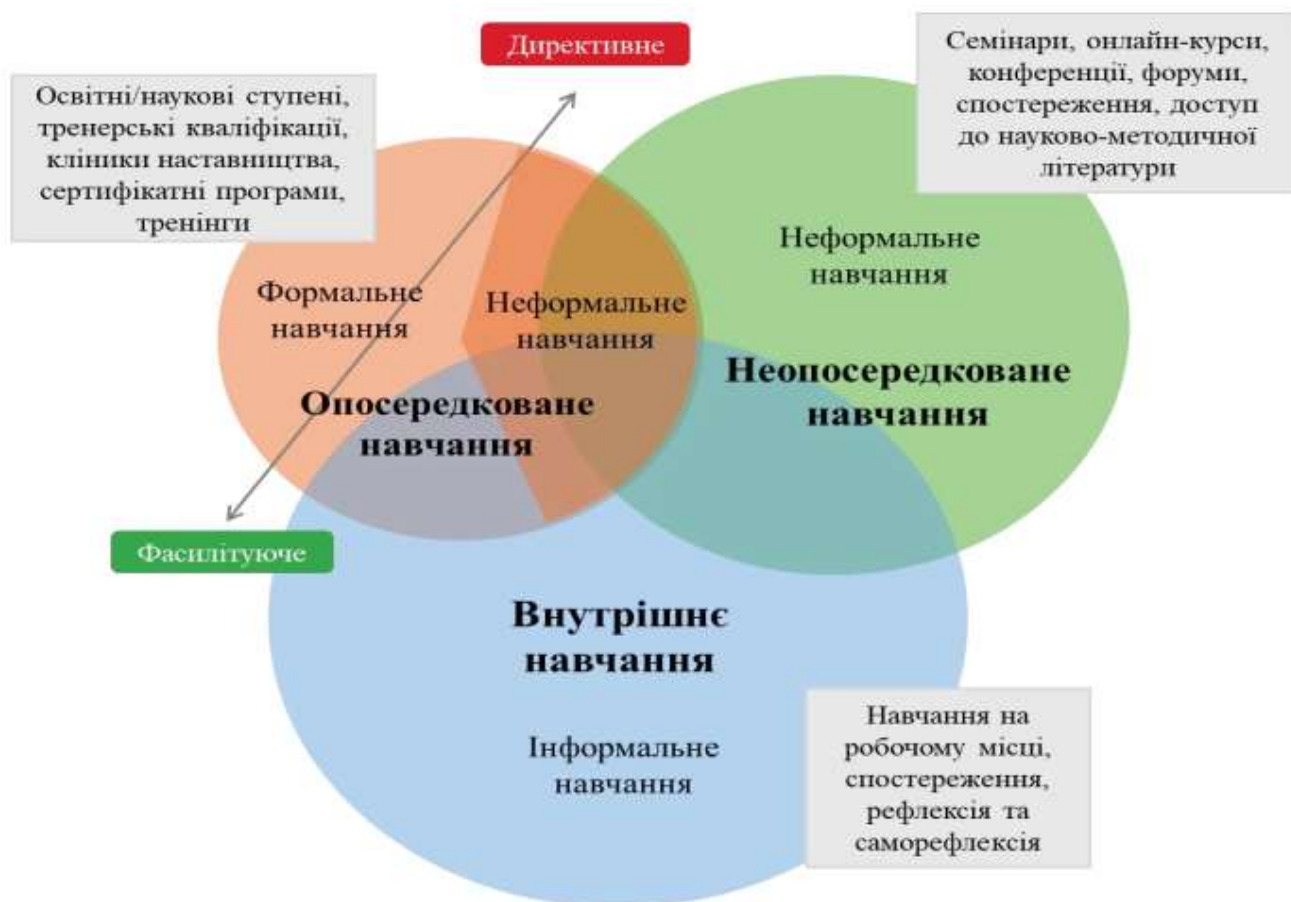 Директивне
Семінари, онлайн-курси,
конференції, форуми,
спостереження, доступ
до науково-методичної
літератури
Освітні/наукові ступені,
тренерські кваліфікації,
клініки наставництва,
сертифікатні програми,
тренінги
Формальне
навчання
Неформальне
навчання
Неформальне
навчання
Опосередковане
навчання
Неопосередковане
навчання
Фасилітуюче
Внутрішнє
навчання
Інформальне
навчання
Навчання на
робочому місці,
спостереження,
рефлексія та
саморефлексія